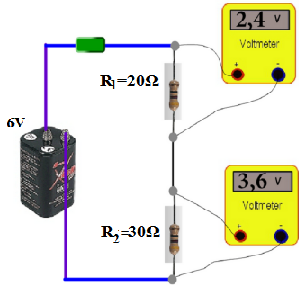 2,4 V
Voltmeter
+ -
R₁=20Ω
6V
3,6 V
Voltmeter
+ -
R₂=30Ω